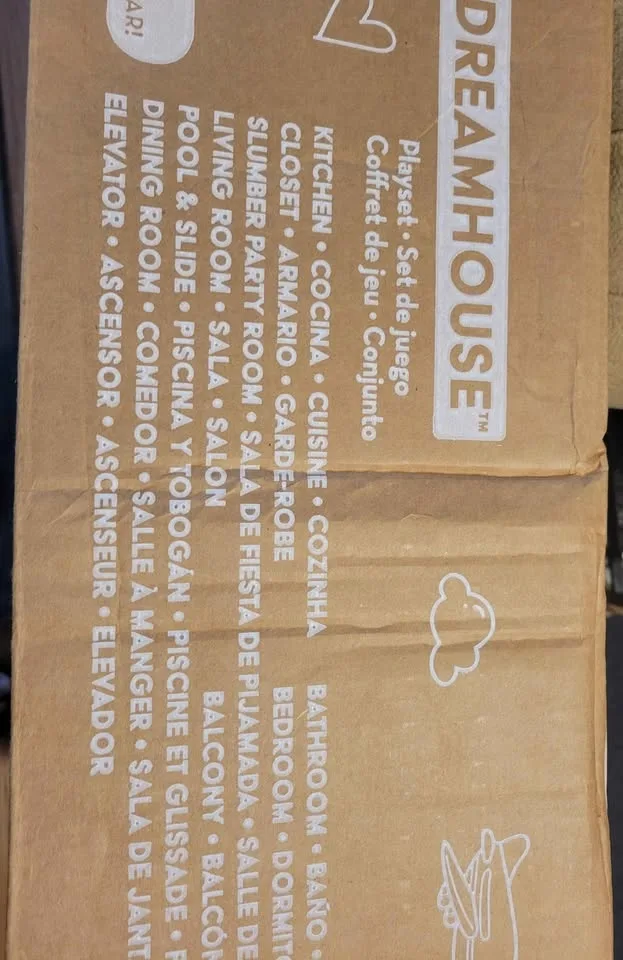 DREAMHOUSE™
Playset • Set de juego
Coffret de jeu • Conjunto
KITCHEN • COCINA • CUISINE • COZINHA
BATHROOM • BAÑO •
CLOSET • ARMARIO • GARDE-ROBE
BEDROOM • DORMITO
SLUMBER PARTY ROOM • SALA DE FIESTA DE PIJAMADA • SALLE DE
LIVING ROOM • SALA • SALON
BALCONY • BALCÓN
POOL & SLIDE • PISCINA Y TOBOGÁN • PISCINE ET GLISSADE •
DINING ROOM • COMEDOR • SALLE À MANGER • SALA DE JANT
ELEVATOR • ASCENSOR • ASCENSEUR • ELEVADOR
AR!